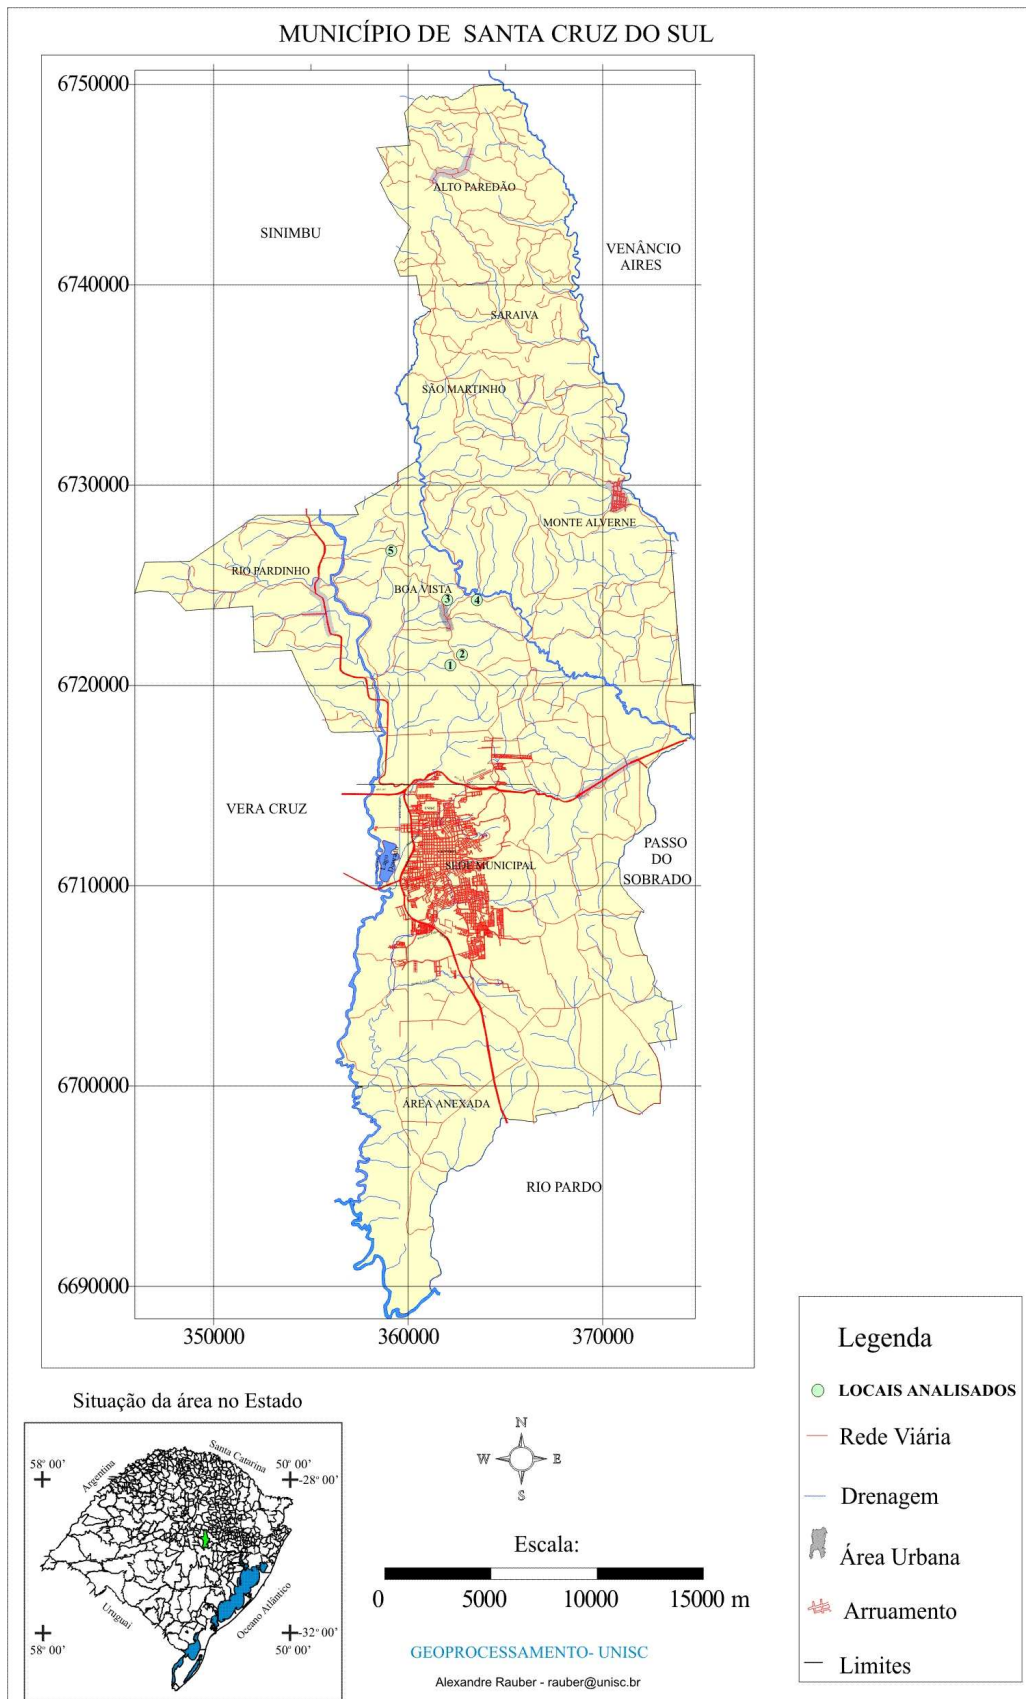 MUNICÍPIO DE SANTA CRUZ DO SUL
6750000
ALTO PAREDÃO
SINIMBU
VENÂNCIO
AIRES
6740000
SARAIVA
SÃO MARTINHO
6730000
MONTE ALVERNE
5
RIO PARDINHO
BOA VISTA
3
4
2
1
6720000
VERA CRUZ
UNISC
PASSO
DO
SOBRADO
SEDE MUNICIPAL
6710000
6700000
ÁREA ANEXADA
RIO PARDO
6690000
350000
360000
370000
Legenda
LOCAIS ANALISADOS
Rede Viária
Drenagem
Área Urbana
Arruamento
Limites
Situação da área no Estado
58° 00'
Argentina
Santa Catarina
50° 00'
-28° 00'
Uruguai
Oceano Atlântico
58° 00'
-32° 00'
50° 00'
N
W
E
S
Escala:
0
5000
10000
15000 m
GEOPROCESSAMENTO- UNISC
Alexandre Rauber - rauber@unisc.br